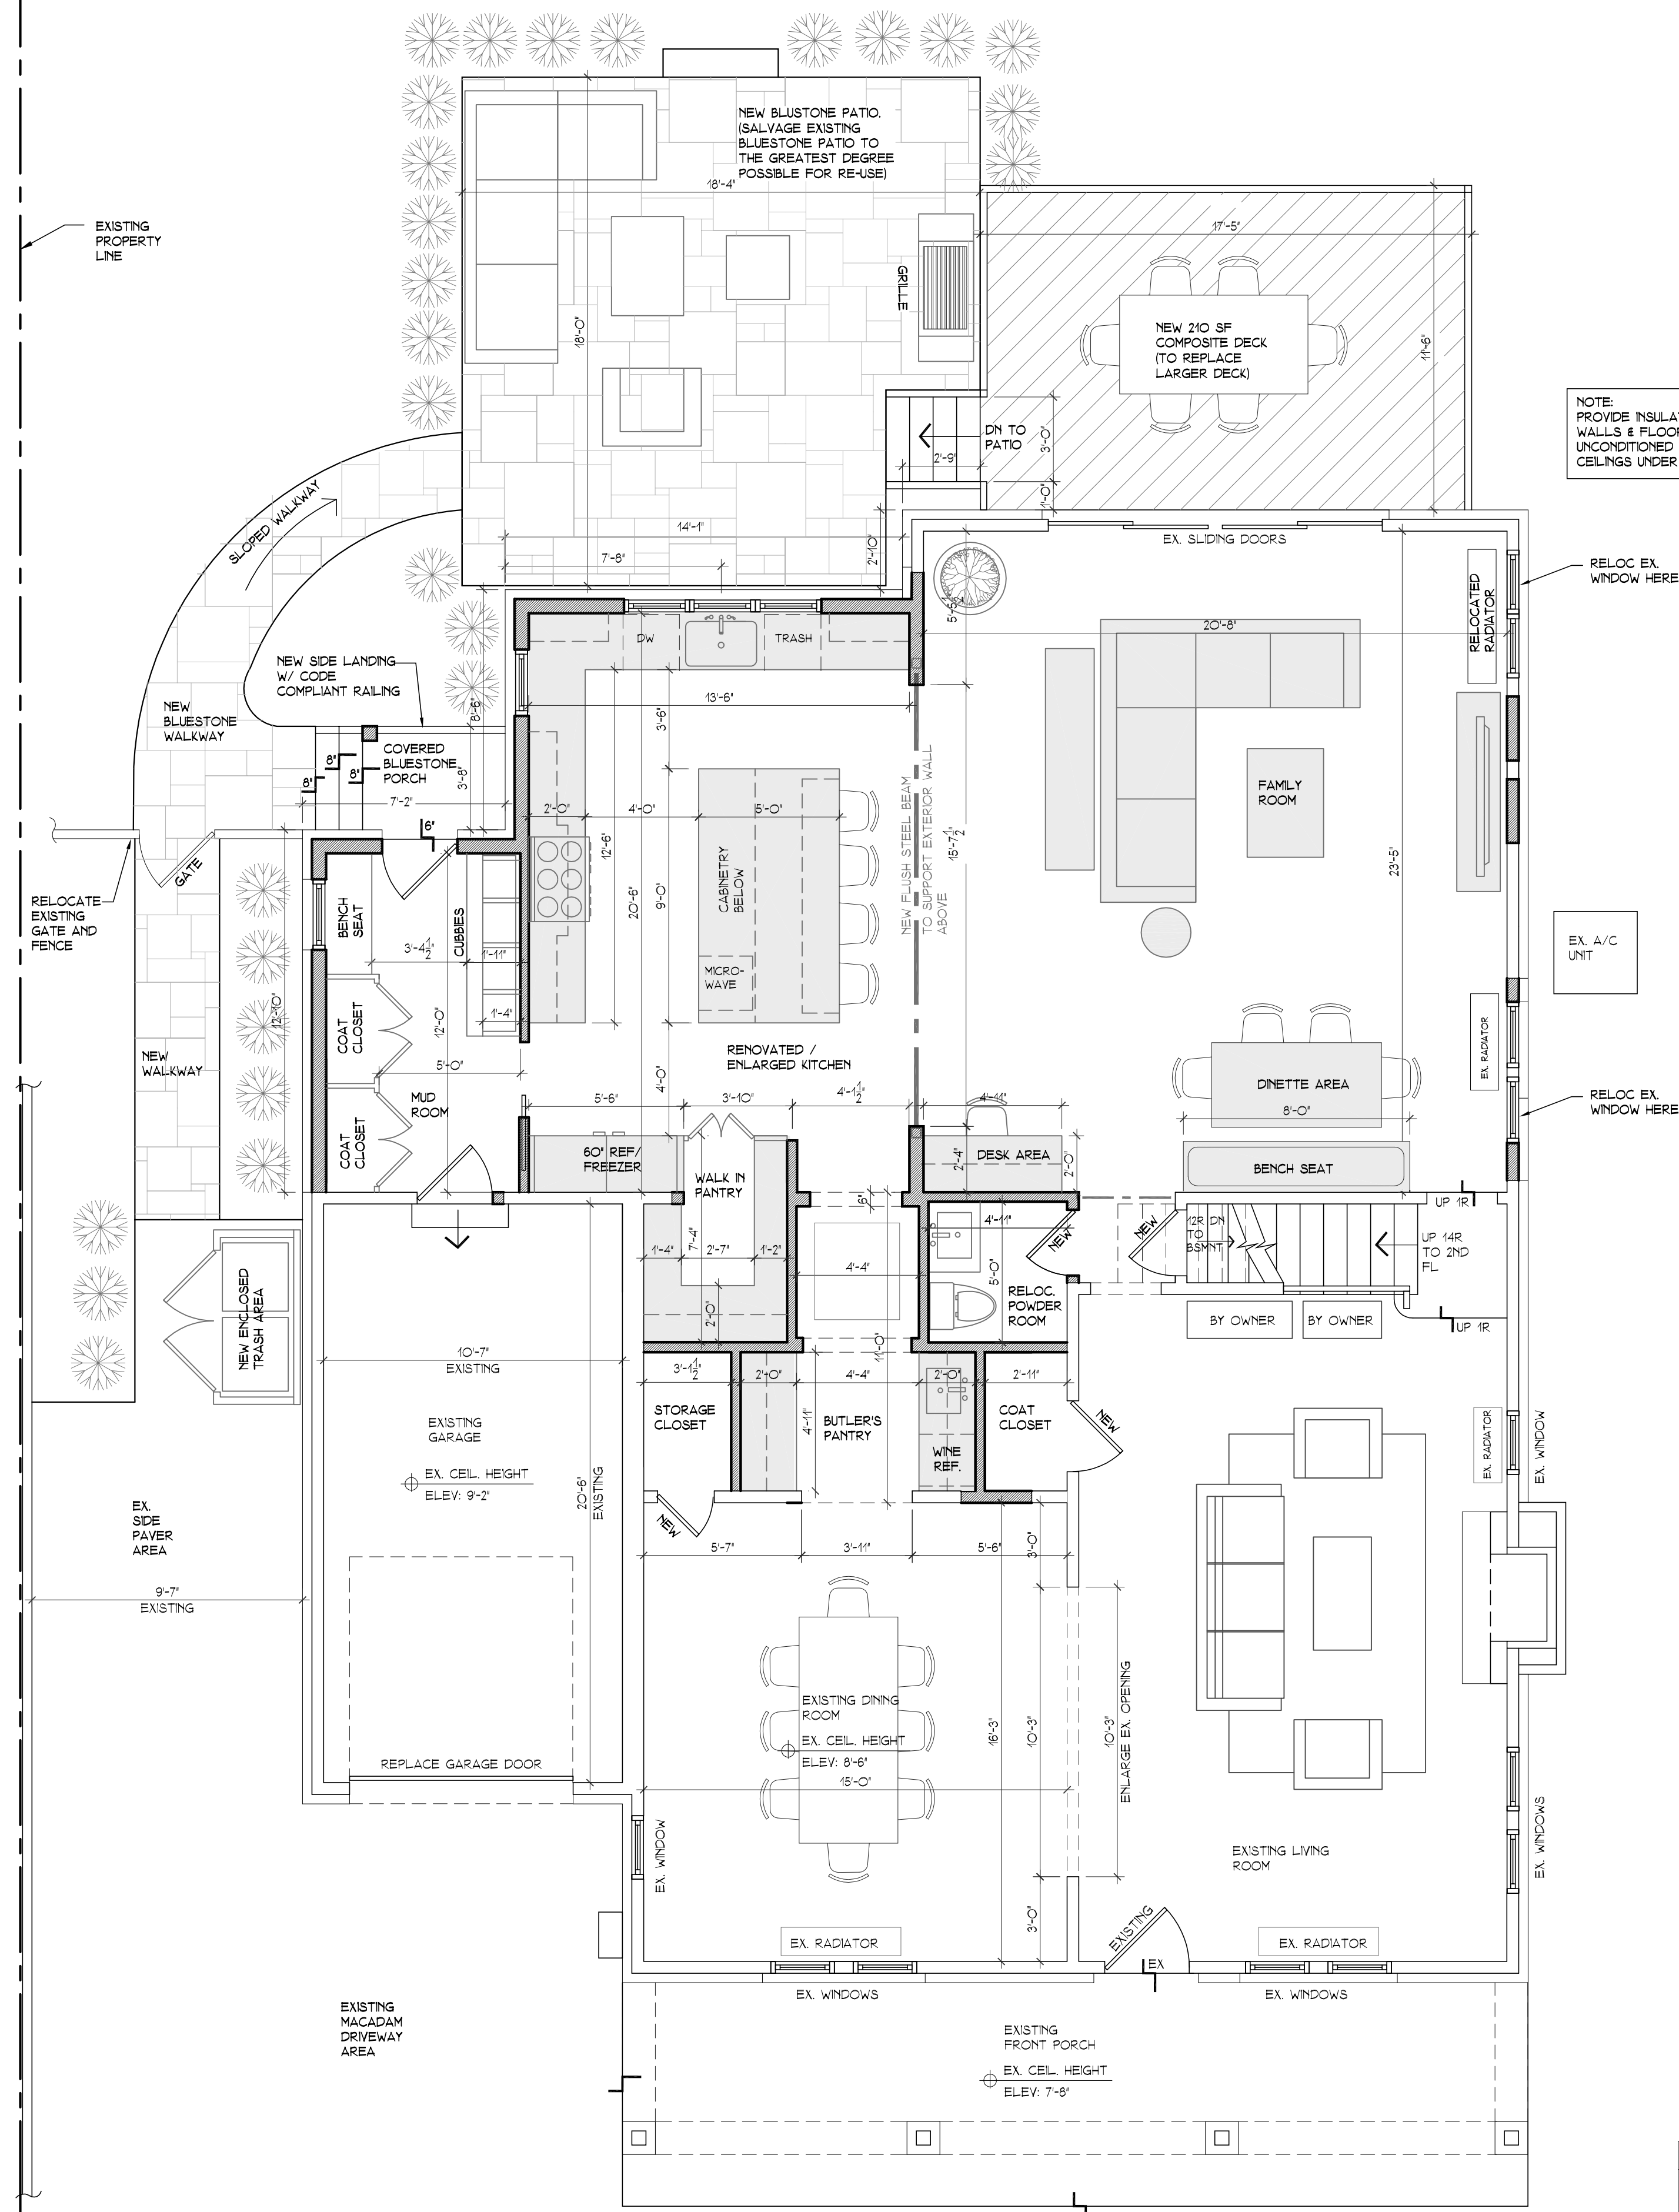 NEW BLUSTONE PATIO.
(SALVAGE EXISTING
BLUESTONE PATIO TO
THE GREATEST DEGREE
POSSIBLE FOR RE-USE)
18'-4"
EXISTING
PROPERTY
LINE
17'-5"
GRILLE
18'-0"
NEW 210 SF
COMPOSITE DECK
(TO REPLACE
LARGER DECK)
11'-6"
NOTE:
PROVIDE INSULA
WALLS & FLOOR
UNCONDITIONED
CEILINGS UNDER
DN TO
PATIO
2'-9"
3'-0"
1'-0"
SLOPED WALKWAY
14'-1"
7'-8"
2'-10"
EX. SLIDING DOORS
RELOCATED
RADIATOR
RELOC EX.
WINDOW HERE
5'-5 1/2"
20'-8"
DW
TRASH
NEW SIDE LANDING
W/ CODE
COMPLIANT RAILING
NEW
BLUESTONE
WALKWAY
8'-6"
13'-6"
3'-6"
COVERED
BLUESTONE
PORCH
8"
8"
8"
3'-8"
7'-2"
6"
GATE
2'-0"
4'-0"
5'-0"
12'-6"
20'-6"
9'-0"
CABINETRY
BELOW
NEW FLUSH STEEL BEAM
TO SUPPORT EXTERIOR WALL
ABOVE
15'-7 1/2"
FAMILY
ROOM
23'-5"
RELOCATE
EXISTING
GATE AND
FENCE
BENCH
SEAT
CUBBIES
3'-4 1/2"
1'-11"
1'-4"
MICRO-
WAVE
EX. A/C
UNIT
12'-10"
COAT
CLOSET
12'-0"
5'-0"
RENOVATED /
ENLARGED KITCHEN
EX. RADIATOR
NEW
WALKWAY
MUD
ROOM
COAT
CLOSET
4'-0"
5'-6"
3'-10"
4'-1 1/2"
4'-11"
DINETTE AREA
8'-0"
RELOC EX.
WINDOW HERE
60" REF/
FREEZER
WALK IN
PANTRY
DESK AREA
2'-4"
2'-0"
BENCH SEAT
6"
UP 1R
1'-4"
7'-4"
2'-7"
1'-2"
2'-0"
4'-4"
4'-11"
5'-0"
NEW
NEW
12R DN
TO
BSMNT
UP 14R
TO 2ND
FL
RELOC.
POWDER
ROOM
BY OWNER
BY OWNER
UP 1R
NEW ENCLOSED
TRASH AREA
10'-7"
EXISTING
11'-0"
3'-1 1/2"
2'-0"
4'-4"
2'-0"
2'-11"
STORAGE
CLOSET
4'-11"
BUTLER'S
PANTRY
WINE
REF.
COAT
CLOSET
NEW
EXISTING
GARAGE
EX. CEIL. HEIGHT
ELEV: 9'-2"
20'-6"
EXISTING
EX. RADIATOR
EX. WINDOW
EX.
SIDE
PAVER
AREA
NEW
5'-7"
3'-11"
5'-6"
3'-0"
9'-7"
EXISTING
EXISTING DINING
ROOM
EX. CEIL. HEIGHT
ELEV: 8'-6"
15'-0"
16'-3"
10'-3"
10'-3"
ENLARGE EX. OPENING
REPLACE GARAGE DOOR
EX. WINDOW
EXISTING LIVING
ROOM
EX. WINDOWS
3'-0"
EXISTING
EX. RADIATOR
EX. RADIATOR
EX
EX. WINDOWS
EX. WINDOWS
EXISTING
MACADAM
DRIVEWAY
AREA
EXISTING
FRONT PORCH
EX. CEIL. HEIGHT
ELEV: 7'-8"